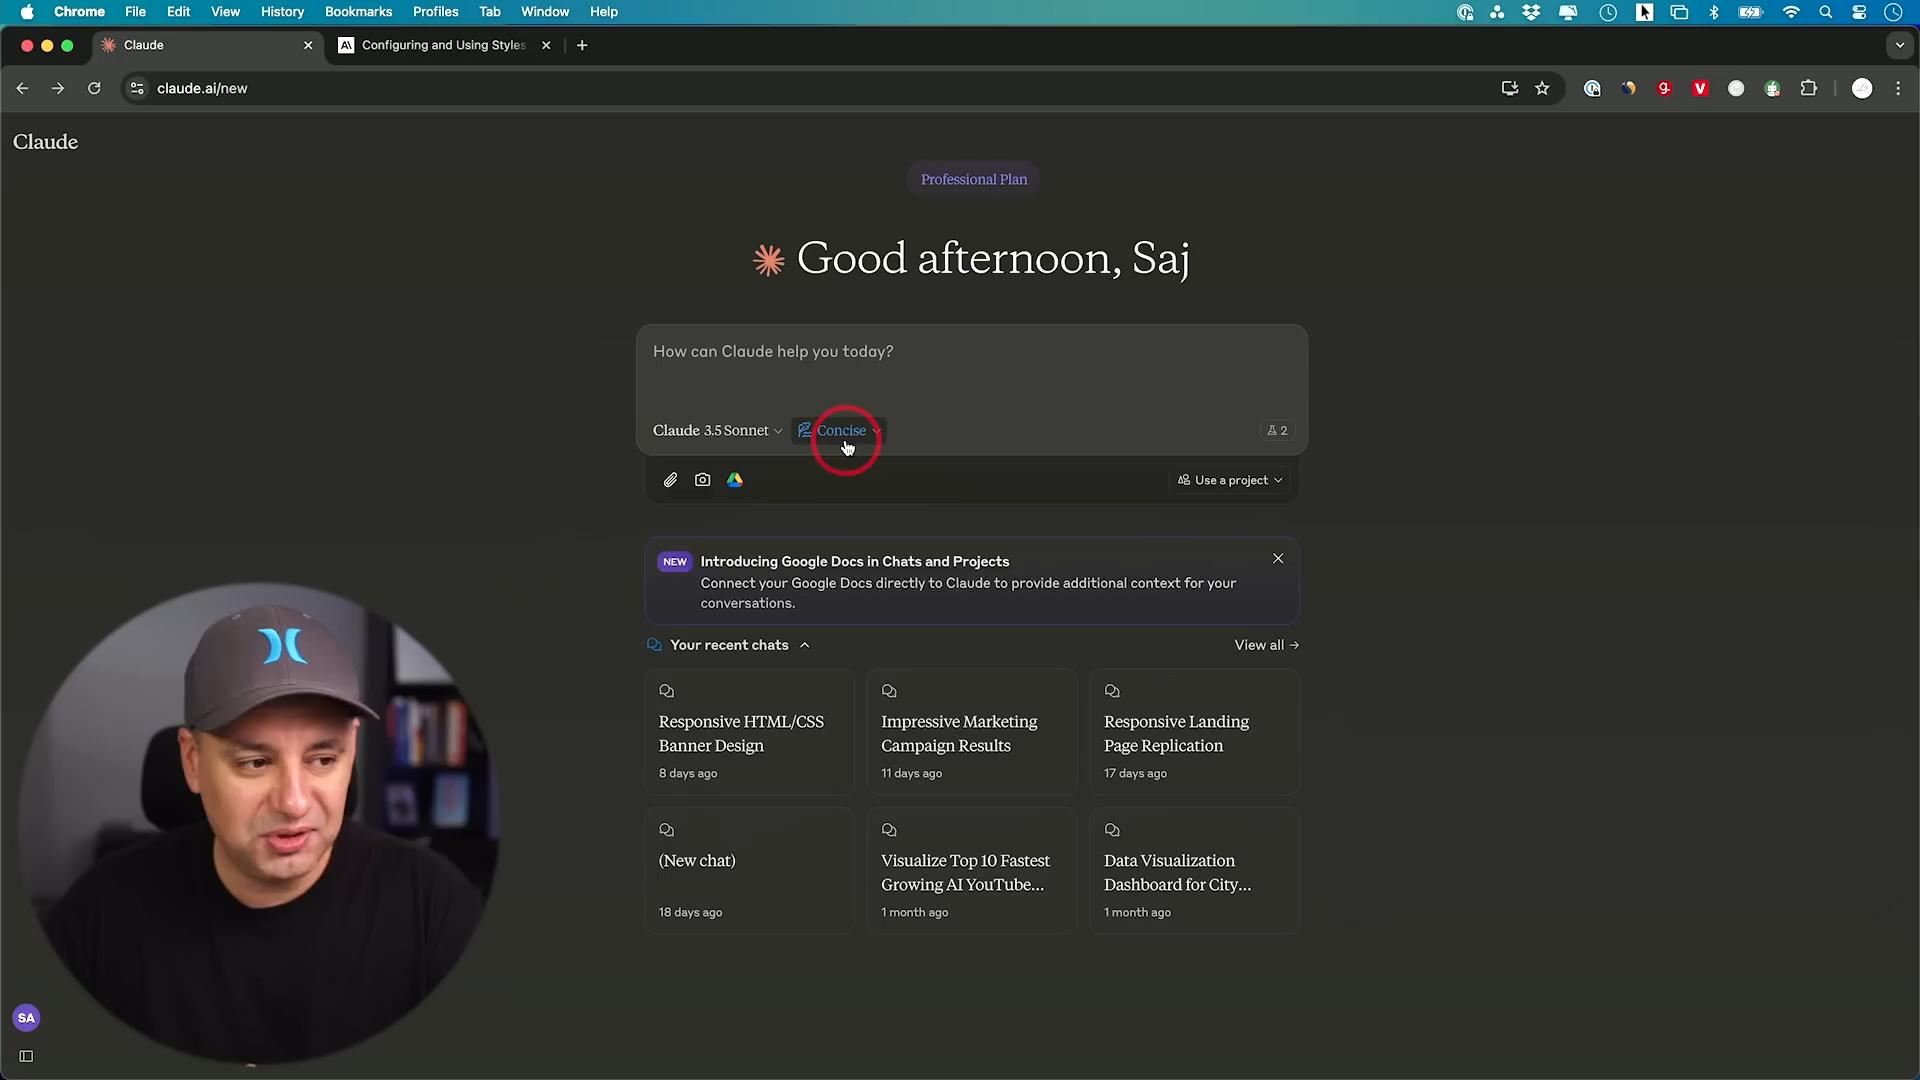 Chrome File Edit View History Bookmarks Profiles Tab Window Help
Claude
Configuring and Using Styles
claude.ai/new
g.
V
Claude
Professional Plan
Good afternoon, Saj
How can Claude help you today?
Claude 3.5 Sonnet
Concise
2
Use a project
NEW
Introducing Google Docs in Chats and Projects
Connect your Google Docs directly to Claude to provide additional context for your
conversations.
Your recent chats
View all →
Responsive HTML/CSS
Banner Design
8 days ago
Impressive Marketing
Campaign Results
11 days ago
Responsive Landing
Page Replication
17 days ago
(New chat)
18 days ago
Visualize Top 10 Fastest
Growing AI YouTube...
1 month ago
Data Visualization
Dashboard for City...
1 month ago
SA